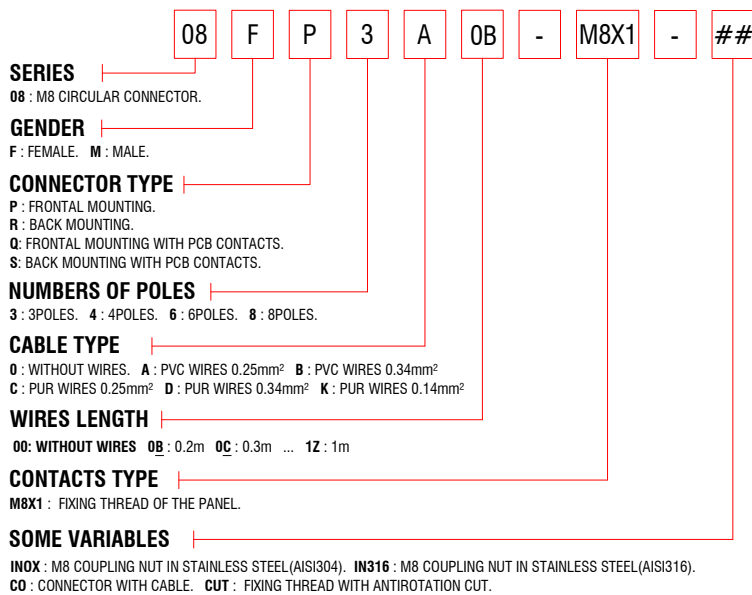 08 F P 3 A 0B - M8X1 - ##
SERIES
08 : M8 CIRCULAR CONNECTOR.
GENDER
F : FEMALE. M : MALE.
CONNECTOR TYPE
P : FRONTAL MOUNTING.
R : BACK MOUNTING.
Q: FRONTAL MOUNTING WITH PCB CONTACTS.
S: BACK MOUNTING WITH PCB CONTACTS.
NUMBERS OF POLES
3 : 3POLES. 4 : 4POLES. 6 : 6POLES. 8 : 8POLES.
CABLE TYPE
0 : WITHOUT WIRES. A : PVC WIRES 0.25mm² B : PVC WIRES 0.34mm²
C : PUR WIRES 0.25mm² D : PUR WIRES 0.34mm² K : PUR WIRES 0.14mm²
WIRES LENGTH
00: WITHOUT WIRES 0B : 0.2m 0C : 0.3m ... 1Z : 1m
CONTACTS TYPE
M8X1 : FIXING THREAD OF THE PANEL.
SOME VARIABLES
INOX : M8 COUPLING NUT IN STAINLESS STEEL(AISI304). IN316 : M8 COUPLING NUT IN STAINLESS STEEL(AISI316).
CO : CONNECTOR WITH CABLE. CUT : FIXING THREAD WITH ANTIROTATION CUT.